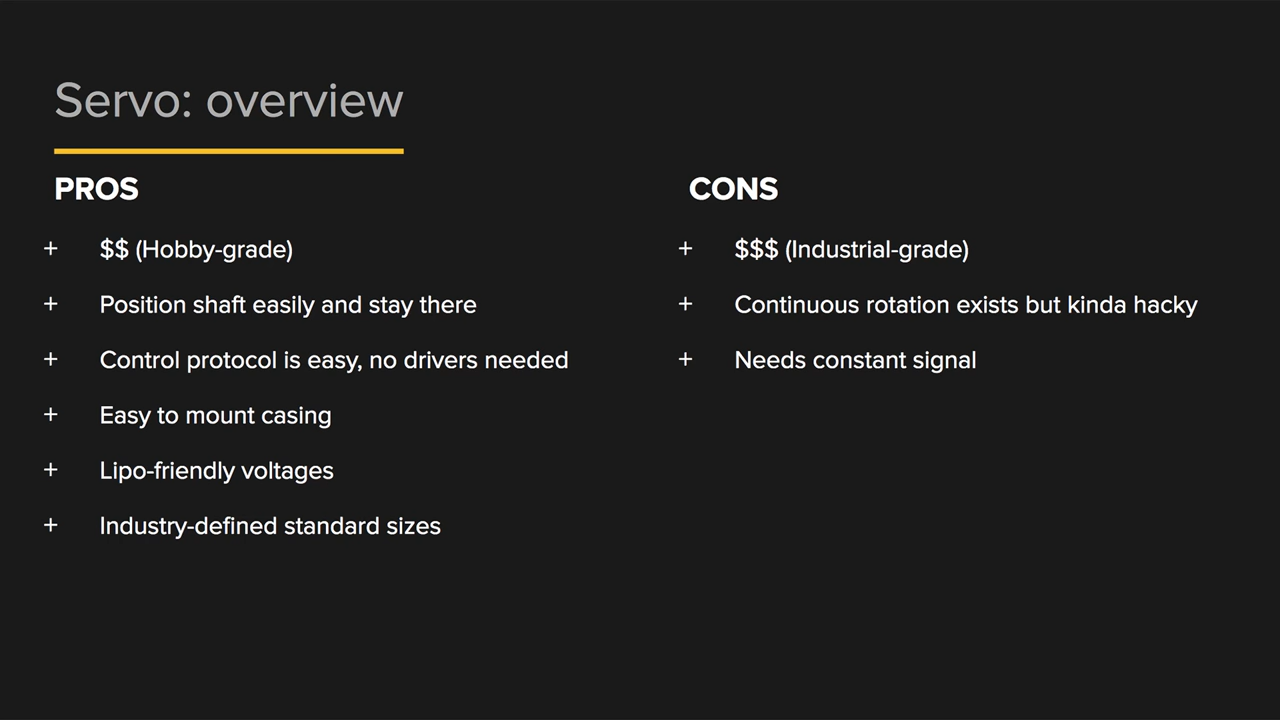 Servo: overview
PROS
+ $$ (Hobby-grade)
+ Position shaft easily and stay there
+ Control protocol is easy, no drivers needed
+ Easy to mount casing
+ Lipo-friendly voltages
+ Industry-defined standard sizes
CONS
+ $$$ (Industrial-grade)
+ Continuous rotation exists but kinda hacky
+ Needs constant signal